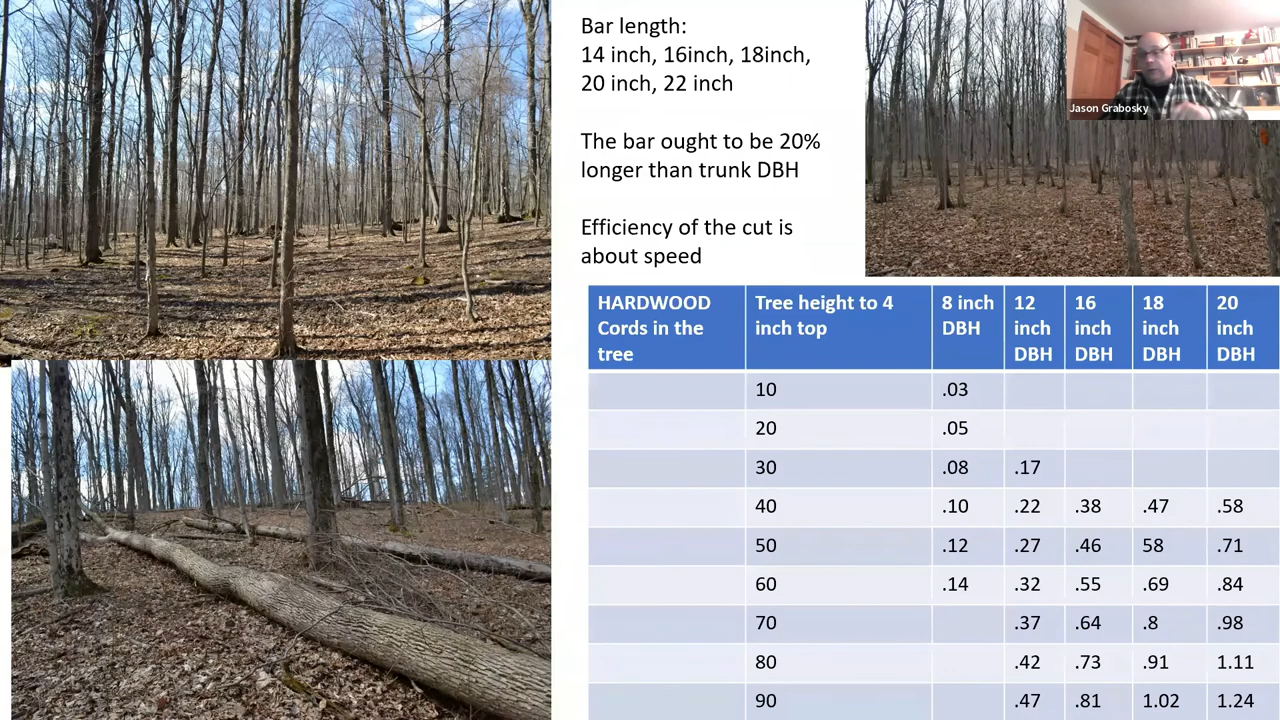 Bar length:
14 inch, 16inch, 18inch,
20 inch, 22 inch
The bar ought to be 20%
longer than trunk DBH
Efficiency of the cut is
about speed
Jason Grabosky
HARDWOOD Cords in the tree | Tree height to 4 inch top | 8 inch DBH | 12 inch DBH | 16 inch DBH | 18 inch DBH | 20 inch DBH
10 .03
20 .05
30 .08 .17
40 .10 .22 .38 .47 .58
50 .12 .27 .46 58 .71
60 .14 .32 .55 .69 .84
70 .37 .64 .8 .98
80 .42 .73 .91 1.11
90 .47 .81 1.02 1.24